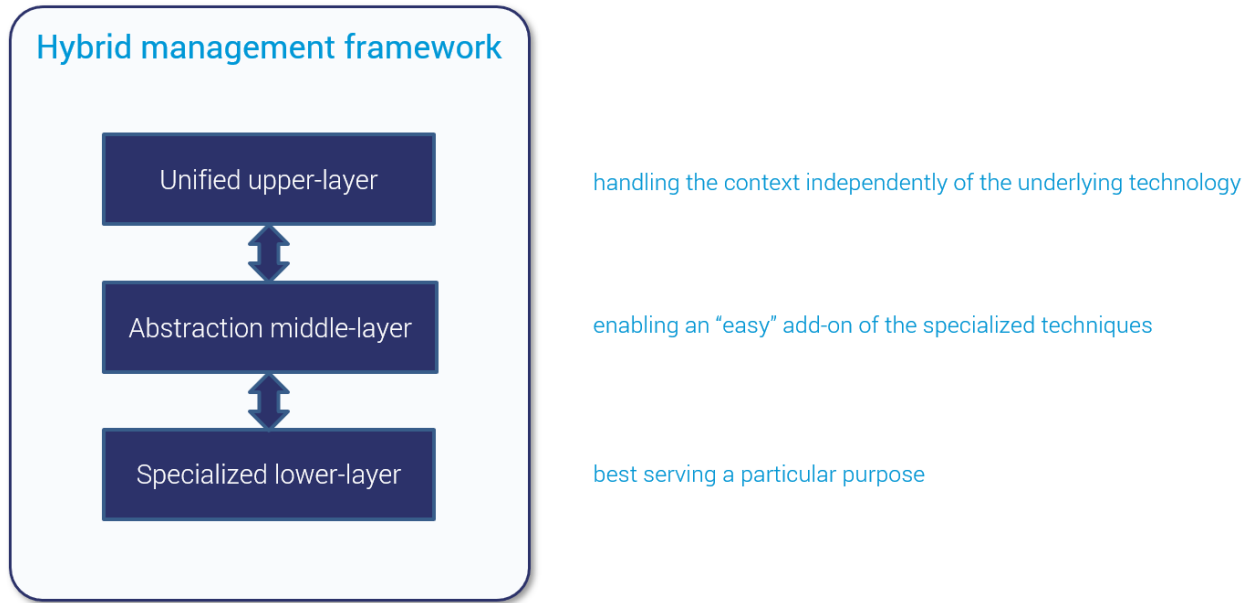 Hybrid management framework
Unified upper-layer
handling the context independently of the underlying technology
Abstraction middle-layer
enabling an “easy” add-on of the specialized techniques
Specialized lower-layer
best serving a particular purpose